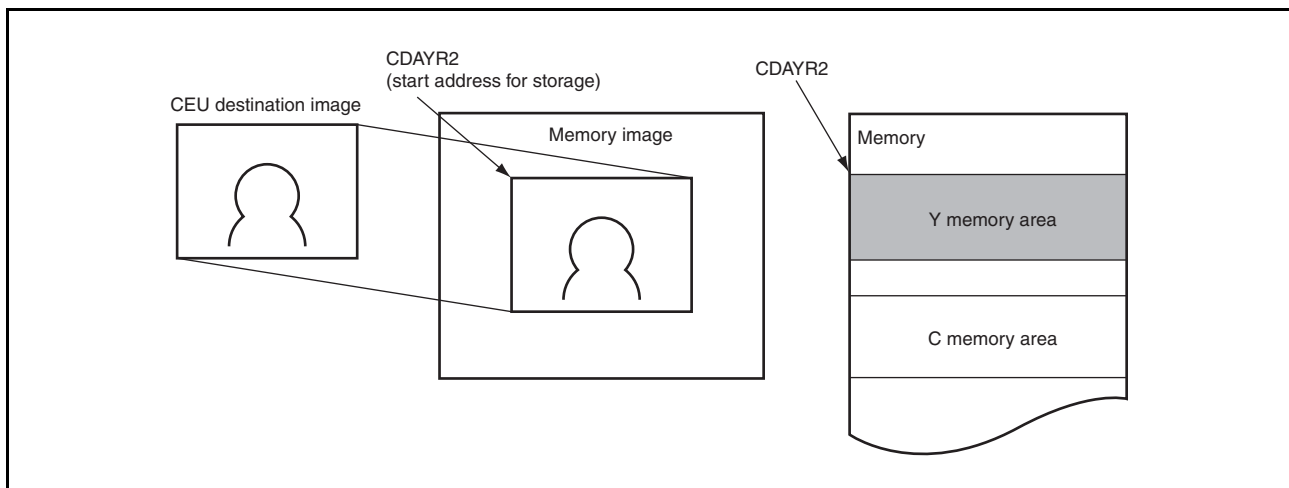 CEU destination image
CDAYR2
(start address for storage)
Memory image
CDAYR2
Memory
Y memory area
C memory area